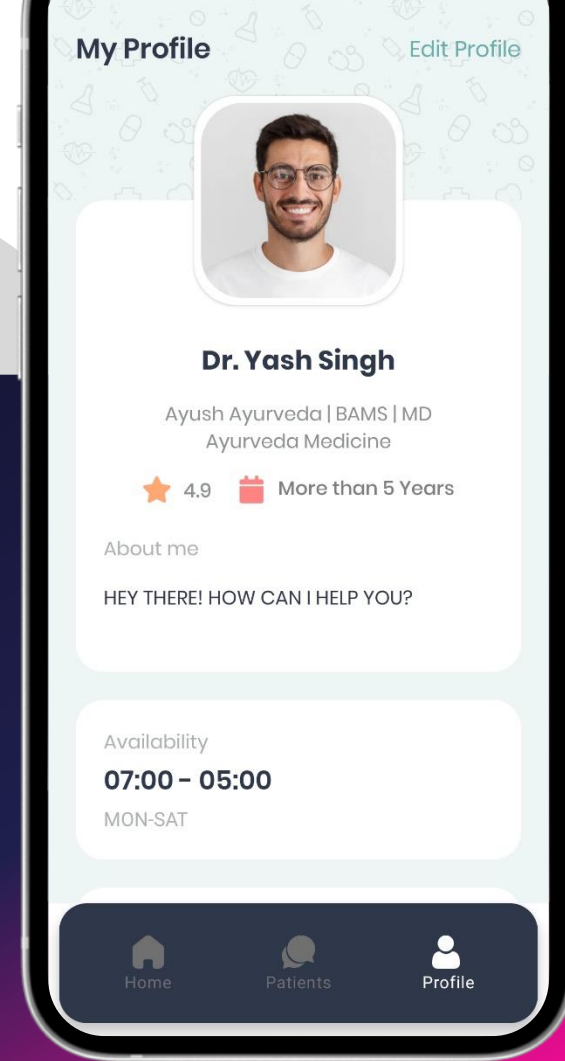 My Profile
Edit Profile
Dr. Yash Singh
Ayush Ayurveda | BAMS | MD
Ayurveda Medicine
4.9
More than 5 Years
About me
HEY THERE! HOW CAN I HELP YOU?
Availability
07:00 - 05:00
MON-SAT
Home
Patients
Profile